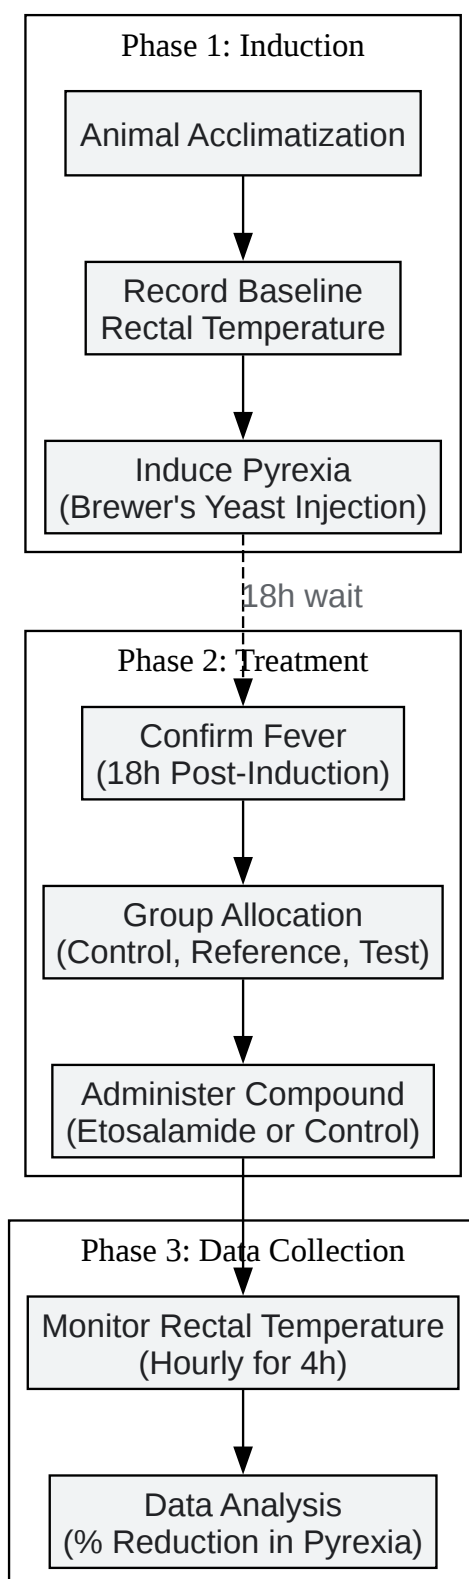 Phase 1: Induction
Animal Acclimatization
Record Baseline
Rectal Temperature
Induce Pyrexia
(Brewer's Yeast Injection)
18h wait
Phase 2: Treatment
Confirm Fever
(18h Post-Induction)
Group Allocation
(Control, Reference, Test)
Administer Compound
(Etosalamide or Control)
Phase 3: Data Collection
Monitor Rectal Temperature
(Hourly for 4h)
Data Analysis
(% Reduction in Pyrexia)